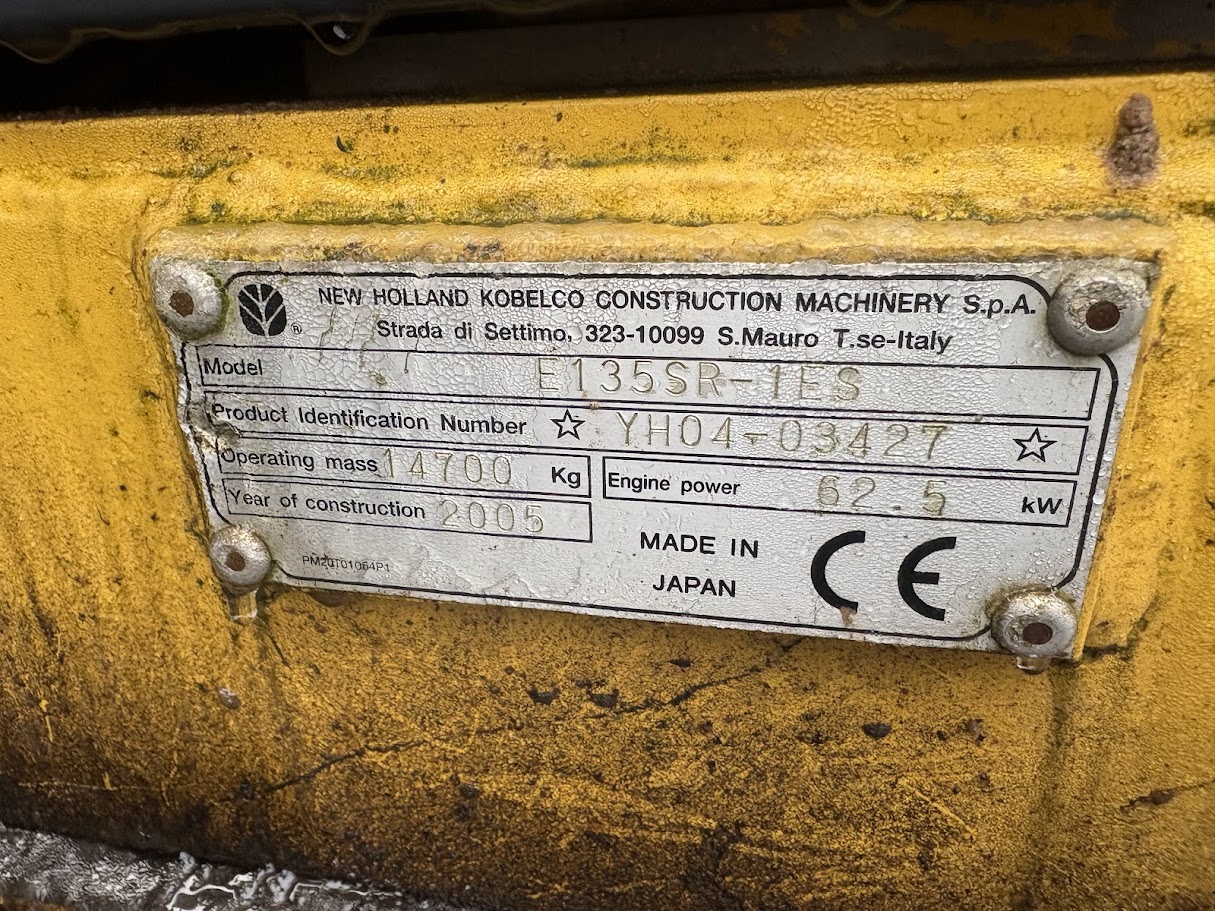 NEW HOLLAND KOBELCO CONSTRUCTION MACHINERY S.p.A.
®
Strada di Settimo, 323-10099 S.Mauro T.se-Italy
Model E135SR-1ES
Product Identification Number ☆ YH04-03427 ☆
Operating mass 14700 Kg
Engine power 62.5 kW
Year of construction 2005
MADE IN
JAPAN
CE
PM20T01064P1